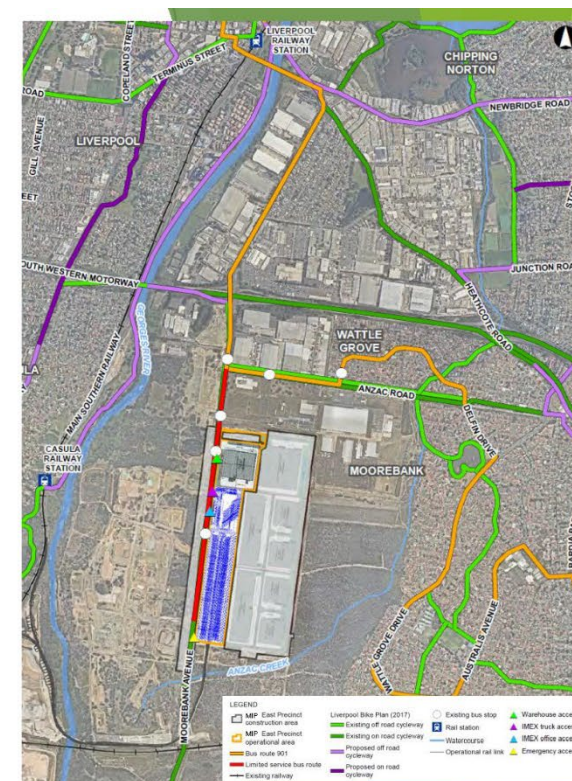 LIVERPOOL
RAILWAY
STATION
COPELAND STREET
TERMINUS STREET
CHIPPING
NORTON
ROAD
NEWBRIDGE ROAD
GILL AVENUE
LIVERPOOL
JUNCTION ROA
SOUTH WESTERN MOTORWAY
HEATHCOTE ROAD
GEORGES RIVER
WATTLE
GROVE
MAIN SOUTHERN RAILWAY
ANZAC ROAD
DELFIN DRIVE
CASULA
RAILWAY
STATION
MOOREBANK
WATTLE GROVE DRIVE
AUSTRALIS AVENUE
ANZAC CREEK
MOOREBANK AVENUE
LEGEND
MIP East Precinct
construction area
MIP East Precinct
operational area
Bus route 901
Limited service bus route
Existing railway
Liverpool Bike Plan (2017)
Existing off road cycleway
Existing on road cycleway
Proposed off road
cycleway
Proposed on road
cycleway
Existing bus stop
Rail station
Watercourse
Operational rail link
Warehouse acce
IMEX truck acce
IMEX office acce
Emergency acce